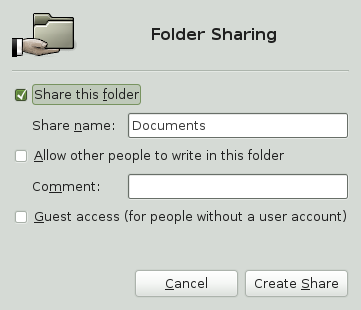 Folder Sharing
Share this folder
Share name: Documents
Allow other people to write in this folder
Comment:
Guest access (for people without a user account)
Cancel Create Share